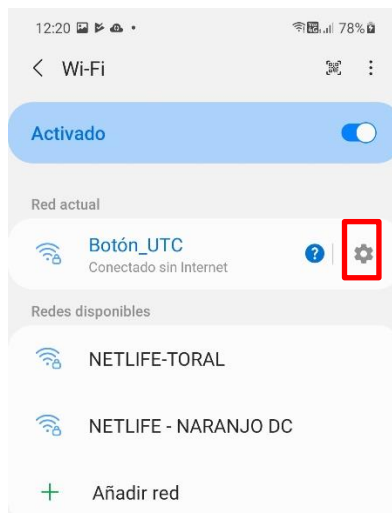 12:20 78%
Wi-Fi
Activado
Red actual
Botón_UTC
Conectado sin Internet
Redes disponibles
NETLIFE-TORAL
NETLIFE - NARANJO DC
Añadir red